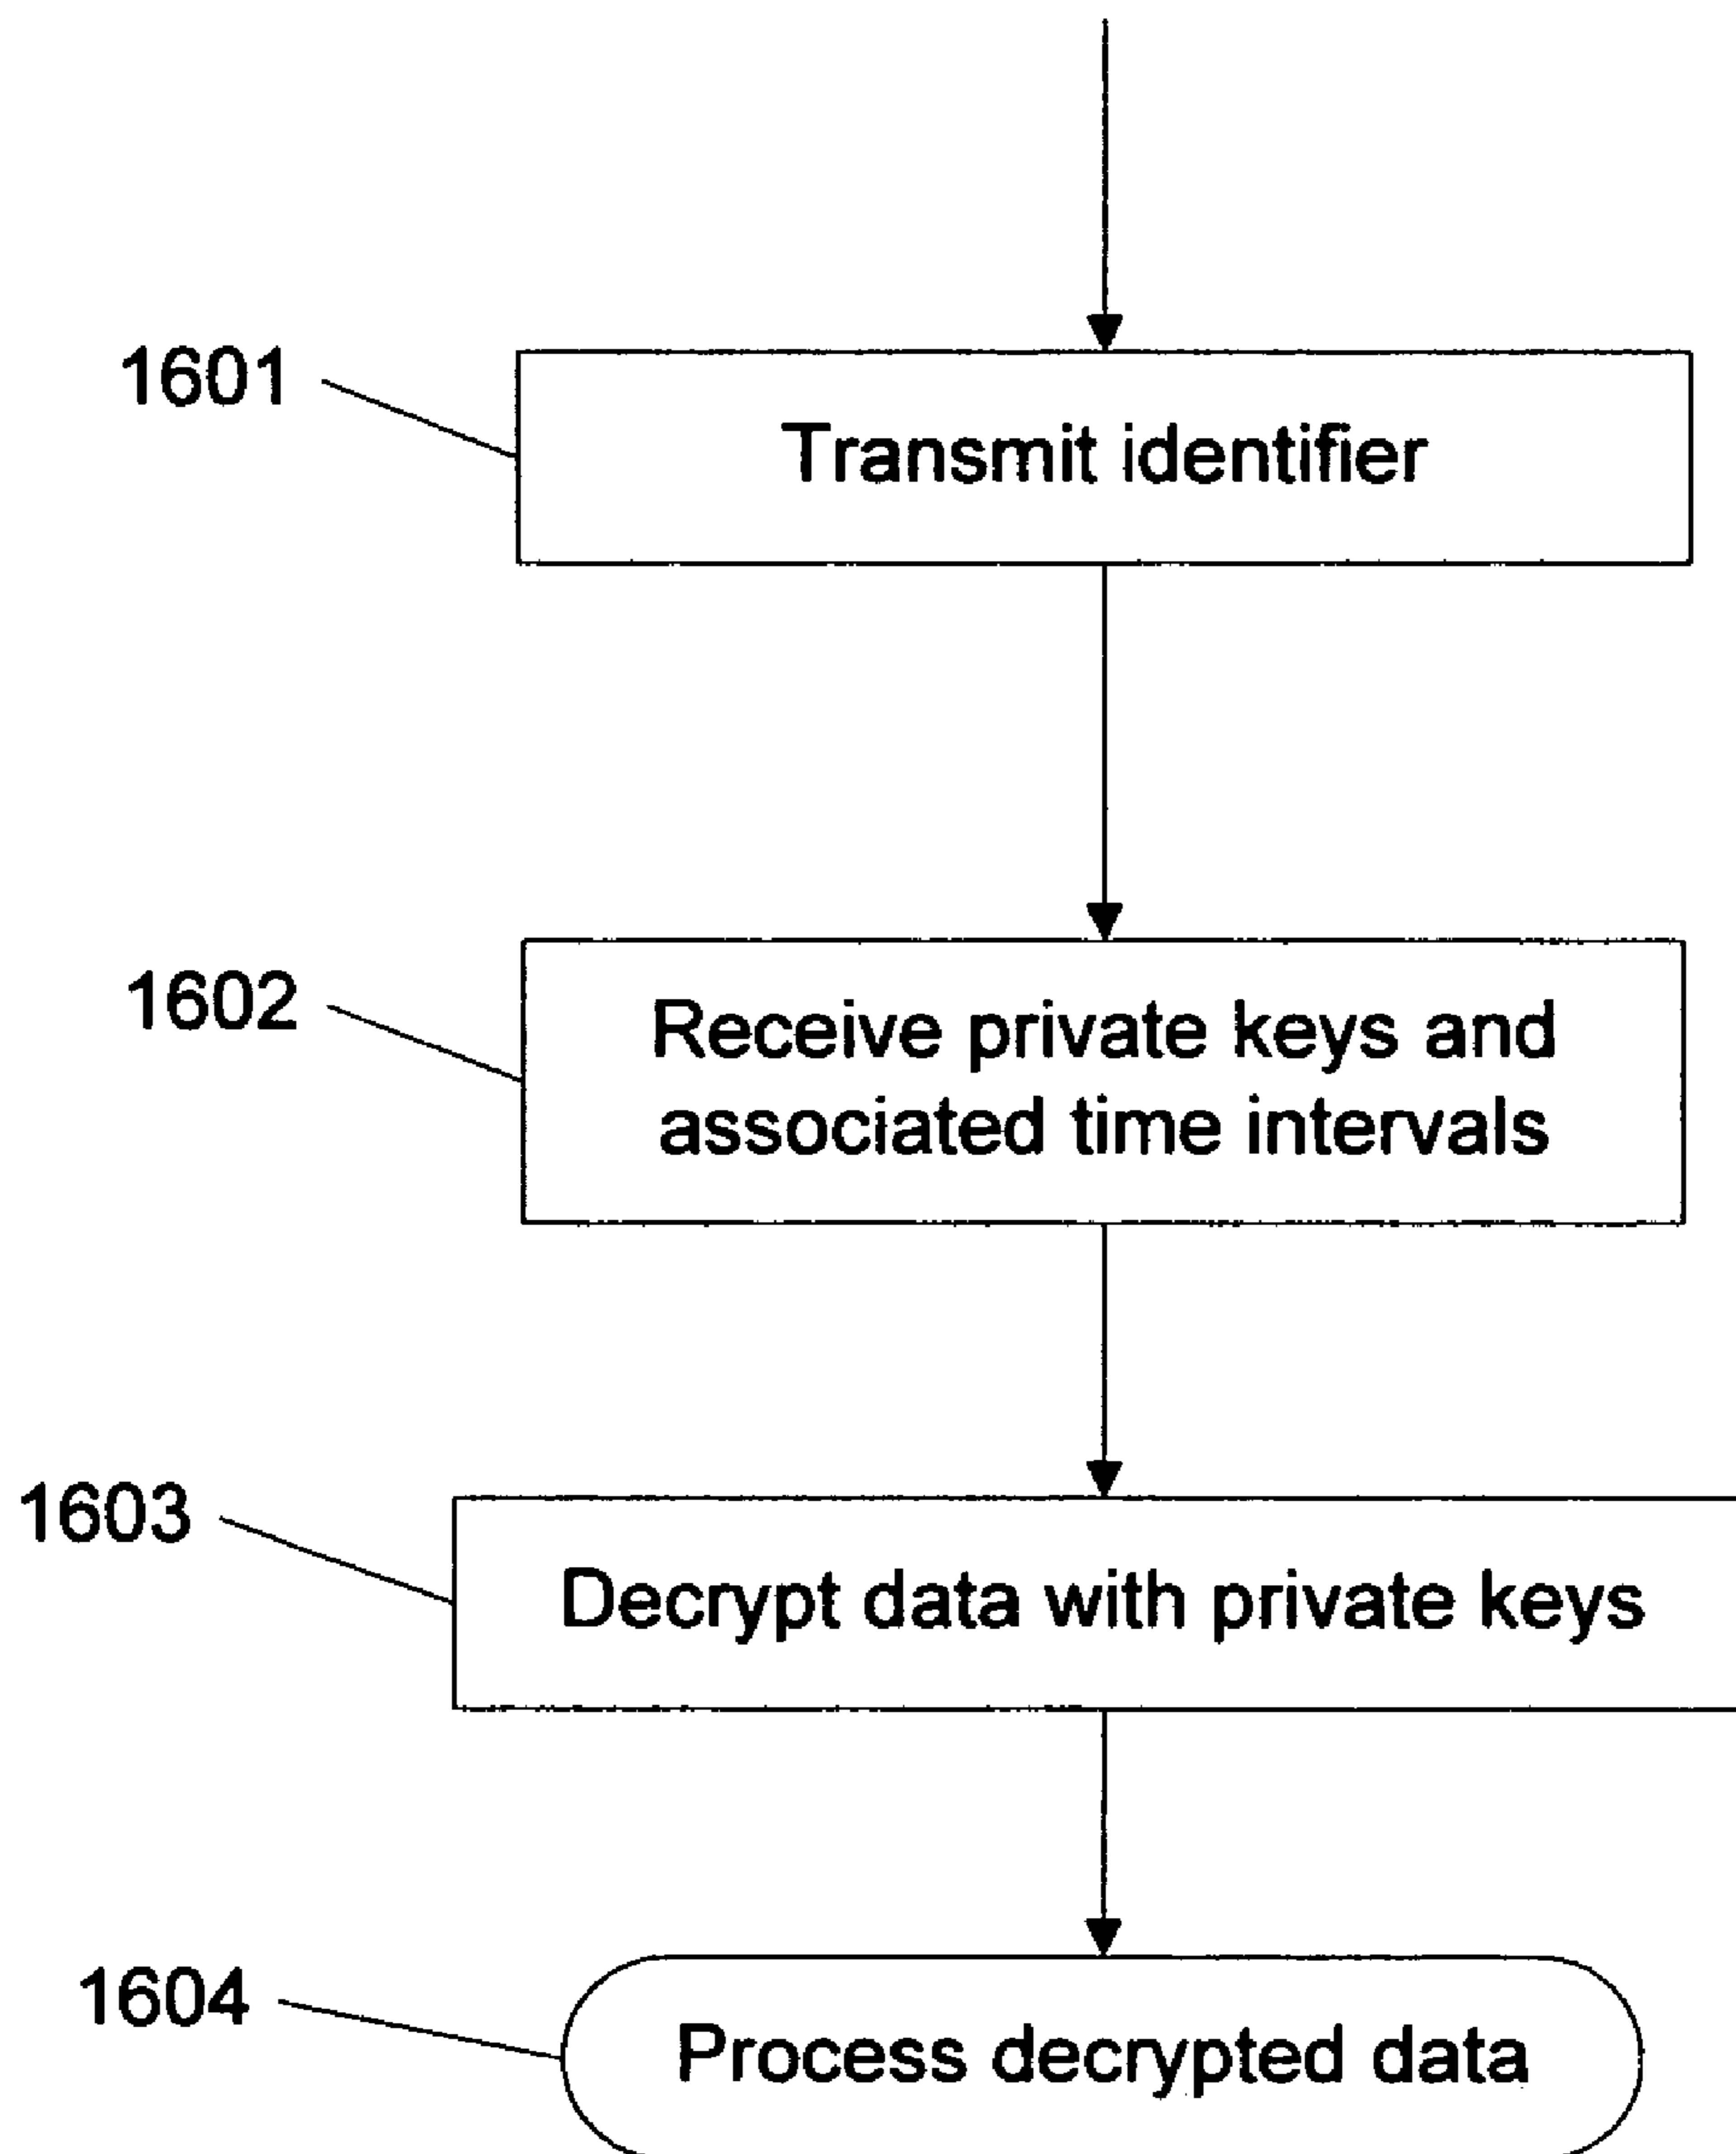 1601
Transmit identifier
1602
Receive private keys and
associated time intervals
1603
Decrypt data with private keys
1604
Process decrypted data